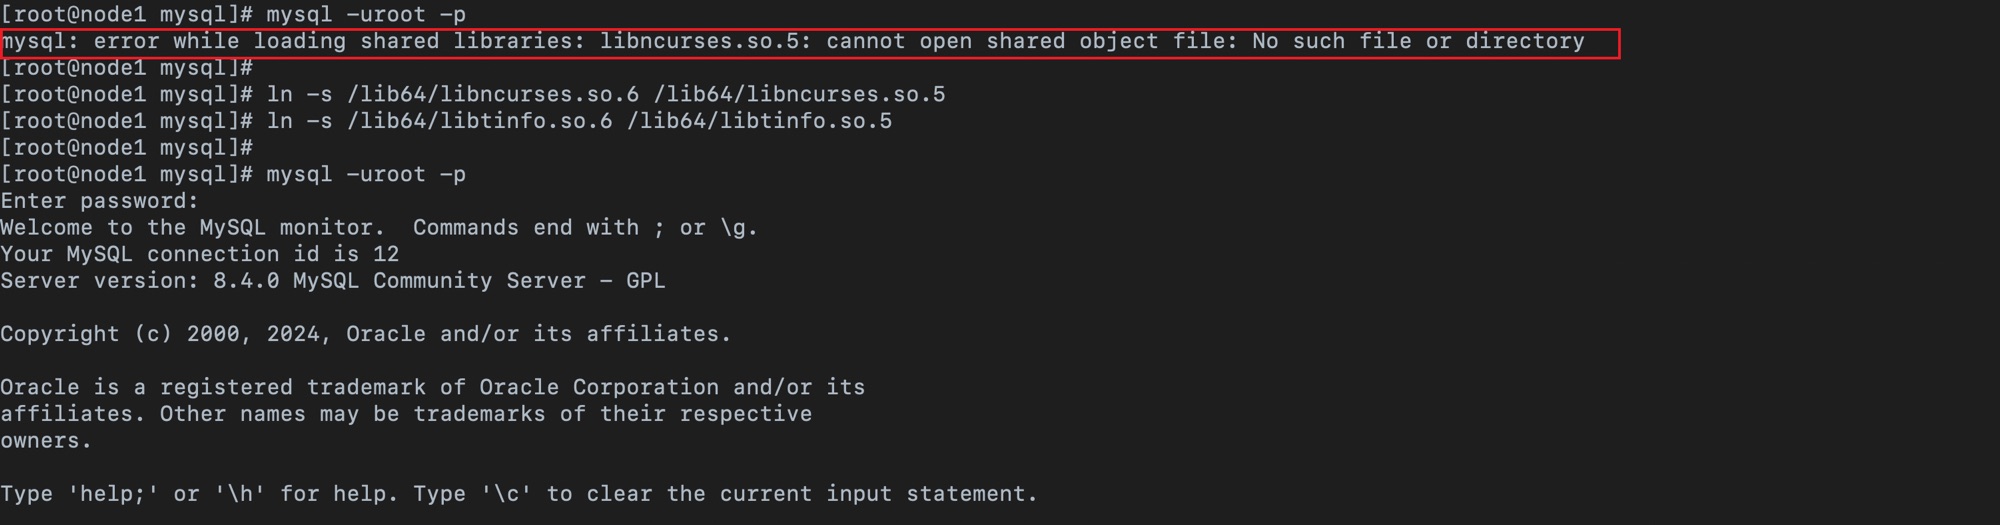 [root@node1 mysql]# mysql -uroot -p
mysql: error while loading shared libraries: libncurses.so.5: cannot open shared object file: No such file or directory
[root@node1 mysql]#
[root@node1 mysql]# ln -s /lib64/libncurses.so.6 /lib64/libncurses.so.5
[root@node1 mysql]# ln -s /lib64/libtinfo.so.6 /lib64/libtinfo.so.5
[root@node1 mysql]#
[root@node1 mysql]# mysql -uroot -p
Enter password:
Welcome to the MySQL monitor.  Commands end with ; or \g.
Your MySQL connection id is 12
Server version: 8.4.0 MySQL Community Server - GPL

Copyright (c) 2000, 2024, Oracle and/or its affiliates.

Oracle is a registered trademark of Oracle Corporation and/or its
affiliates. Other names may be trademarks of their respective
owners.

Type 'help;' or '\h' for help. Type '\c' to clear the current input statement.